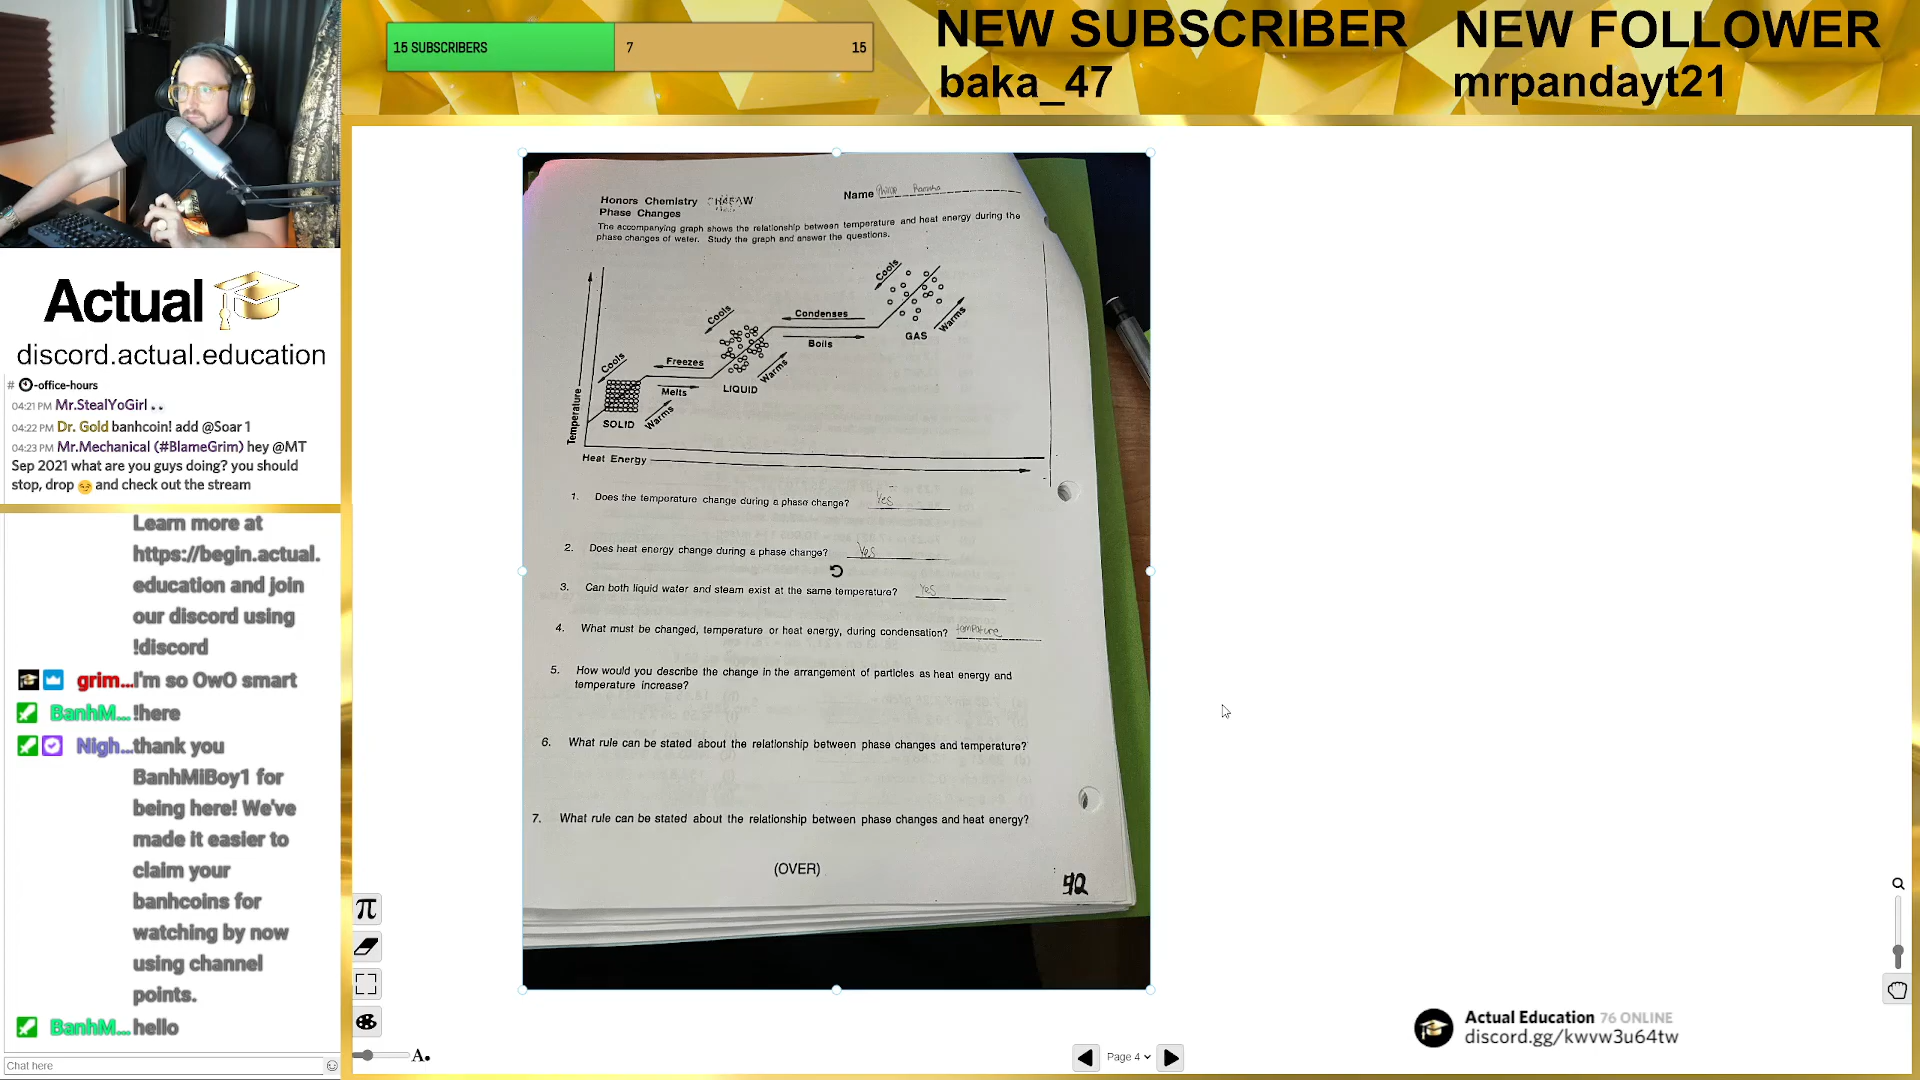 15 SUBSCRIBERS
7
15
NEW SUBSCRIBER
baka_47
NEW FOLLOWER
mrpandayt21
Actual
discord.actual.education
# -office-hours
04:21 PM Mr.StealYoGirl
04:22 PM Dr. Gold banhcoin! add @Soar 1
04:23 PM Mr.Mechanical (#BlameGrim) hey @MT
Sep 2021 what are you guys doing? you should
stop, drop and check out the stream
Learn more at
https://begin.actual.
education and join
our discord using
!discord
grim... I'm so OwO smart
BanhM... !here
Nigh... thank you
BanhMiBoy1 for
being here! We've
made it easier to
claim your
banhcoins for
watching by now
using channel
points.
BanhM... hello
Chat here
Honors Chemistry
Phase Changes
Name
The accompanying graph shows the relationship between temperature and heat energy during the
phase changes of water. Study the graph and answer the questions.
Cools
Condenses
Cools
Warms
GAS
Boils
Cools
Freezes
Warms
LIQUID
Melts
Warms
SOLID
Temperature
Heat Energy
1. Does the temperature change during a phase change? Yes
2. Does heat energy change during a phase change? Yes
3. Can both liquid water and steam exist at the same temperature? Yes
4. What must be changed, temperature or heat energy, during condensation? tempature
5. How would you describe the change in the arrangement of particles as heat energy and
temperature increase?
6. What rule can be stated about the relationship between phase changes and temperature?
7. What rule can be stated about the relationship between phase changes and heat energy?
(OVER)
92
π
A.
Page 4
Actual Education 76 ONLINE
discord.gg/kwvw3u64tw